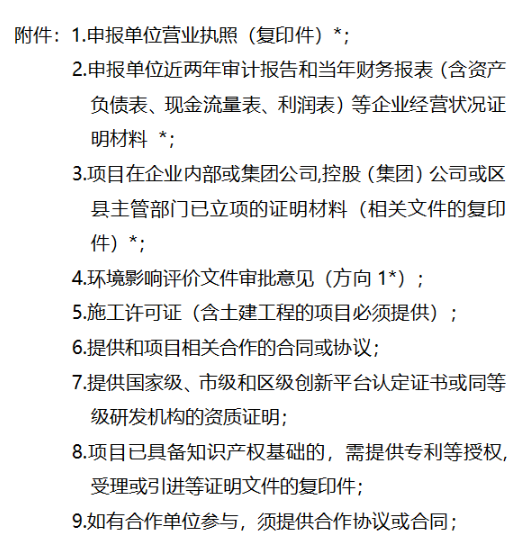 附件：1.申报单位营业执照（复印件）*；
2.申报单位近两年审计报告和当年财务报表（含资产
负债表、现金流量表、利润表）等企业经营状况证
明材料 *；
3.项目在企业内部或集团公司,控股（集团）公司或区
县主管部门已立项的证明材料（相关文件的复印
件）*；
4.环境影响评价文件审批意见（方向 1*）；
5.施工许可证（含土建工程的项目必须提供）；
6.提供和项目相关合作的合同或协议；
7.提供国家级、市级和区级创新平台认定证书或同等
级研发机构的资质证明；
8.项目已具备知识产权基础的，需提供专利等授权,
受理或引进等证明文件的复印件；
9.如有合作单位参与，须提供合作协议或合同；